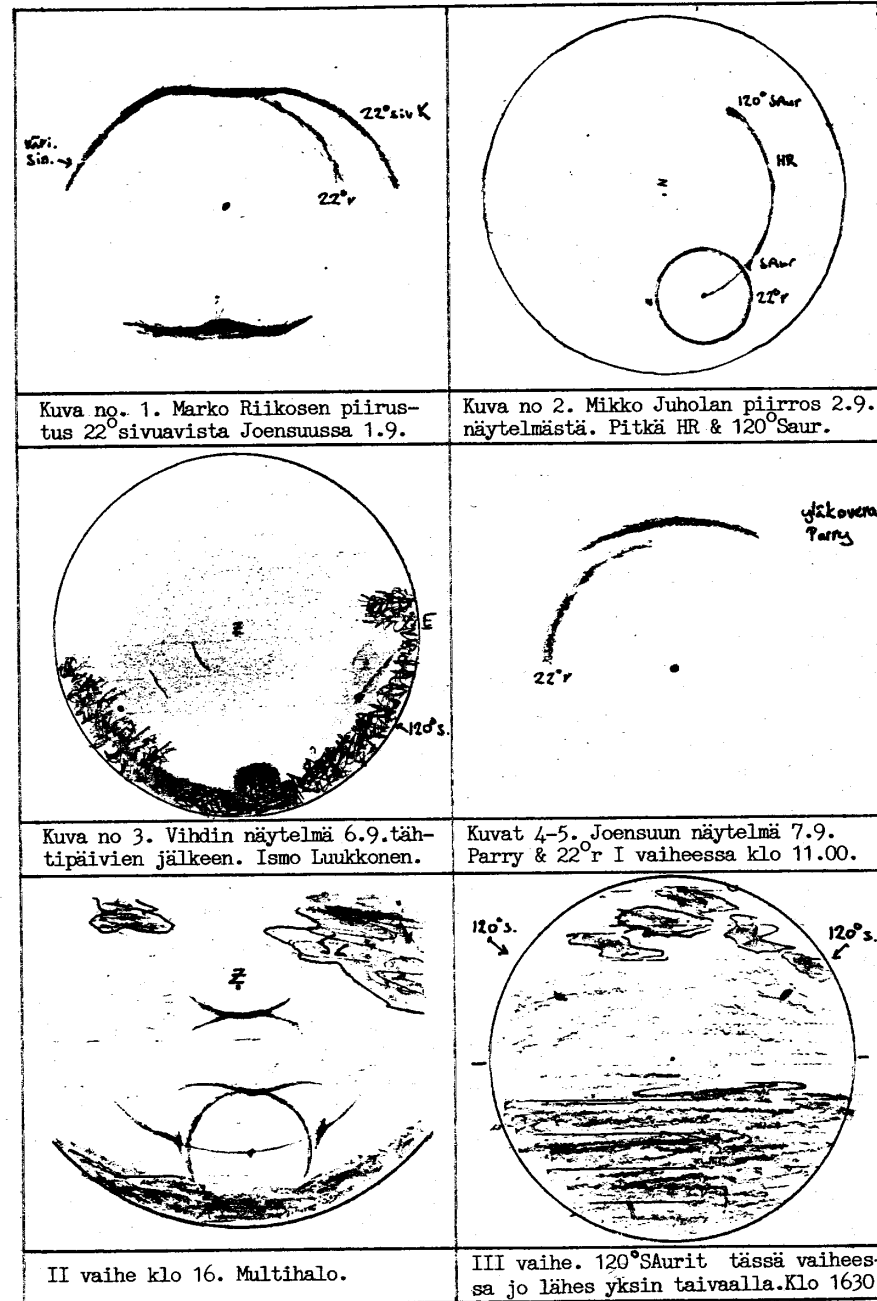 22° siv K
väri.
sin. →
22°r
Kuva no. 1. Marko Riikosen piirus-
tus 22°sivuavista Joensuussa 1.9.
120° SAur
HR
Z
SAur
22°r
Kuva no 2. Mikko Juholan piirros 2.9.
näytelmästä. Pitkä HR & 120°Saur.
Z
E
120°s.
Kuva no 3. Vihdin näytelmä 6.9.täh-
tipäivien jälkeen. Ismo Luukkonen.
yläkovera
Parry
22°r
Kuvat 4-5. Joensuun näytelmä 7.9.
Parry & 22°r I vaiheessa klo 11.00.
Z
II vaihe klo 16. Multihalo.
120°s.
120°s.
III vaihe. 120°SAurit tässä vaihees-
sa jo lähes yksin taivaalla.Klo 1630